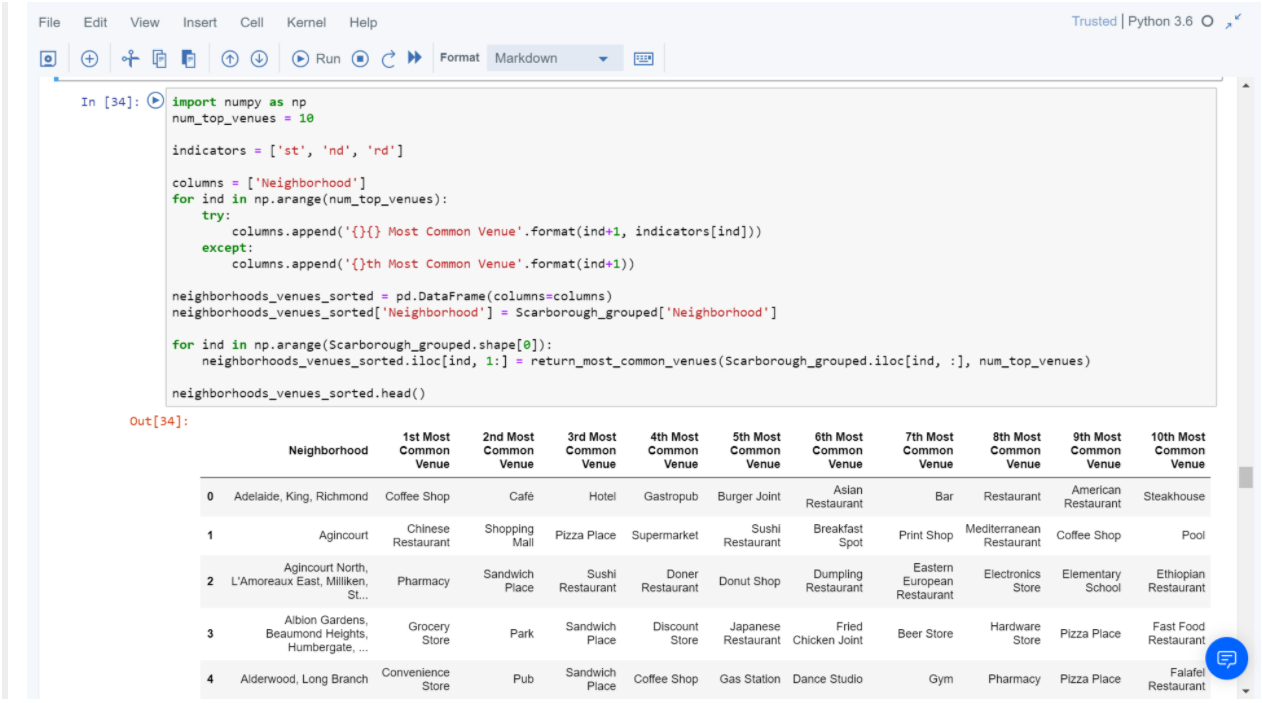 File Edit View Insert Cell Kernel Help Trusted | Python 3.6
Run Format Markdown
In [34]: import numpy as np
num_top_venues = 10
indicators = ['st', 'nd', 'rd']
columns = ['Neighborhood']
for ind in np.arange(num_top_venues):
    try:
        columns.append('{}{} Most Common Venue'.format(ind+1, indicators[ind]))
    except:
        columns.append('{}th Most Common Venue'.format(ind+1))
neighborhoods_venues_sorted = pd.DataFrame(columns=columns)
neighborhoods_venues_sorted['Neighborhood'] = Scarborough_grouped['Neighborhood']
for ind in np.arange(Scarborough_grouped.shape[0]):
    neighborhoods_venues_sorted.iloc[ind, 1:] = return_most_common_venues(Scarborough_grouped.iloc[ind, :], num_top_venues)
neighborhoods_venues_sorted.head()
Out[34]:
Neighborhood 1st Most Common Venue 2nd Most Common Venue 3rd Most Common Venue 4th Most Common Venue 5th Most Common Venue 6th Most Common Venue 7th Most Common Venue 8th Most Common Venue 9th Most Common Venue 10th Most Common Venue
0 Adelaide, King, Richmond Coffee Shop Café Hotel Gastropub Burger Joint Asian Restaurant Bar Restaurant American Restaurant Steakhouse
1 Agincourt Chinese Restaurant Shopping Mall Pizza Place Supermarket Sushi Restaurant Breakfast Spot Print Shop Mediterranean Restaurant Coffee Shop Pool
2 Agincourt North, L'Amoreaux East, Milliken, St... Pharmacy Sandwich Place Sushi Restaurant Doner Restaurant Donut Shop Dumpling Restaurant Eastern European Restaurant Electronics Store Elementary School Ethiopian Restaurant
3 Albion Gardens, Beaumond Heights, Humbergate, ... Grocery Store Park Sandwich Place Discount Store Japanese Restaurant Fried Chicken Joint Beer Store Hardware Store Pizza Place Fast Food Restaurant
4 Alderwood, Long Branch Convenience Store Pub Sandwich Place Coffee Shop Gas Station Dance Studio Gym Pharmacy Pizza Place Falafel Restaurant